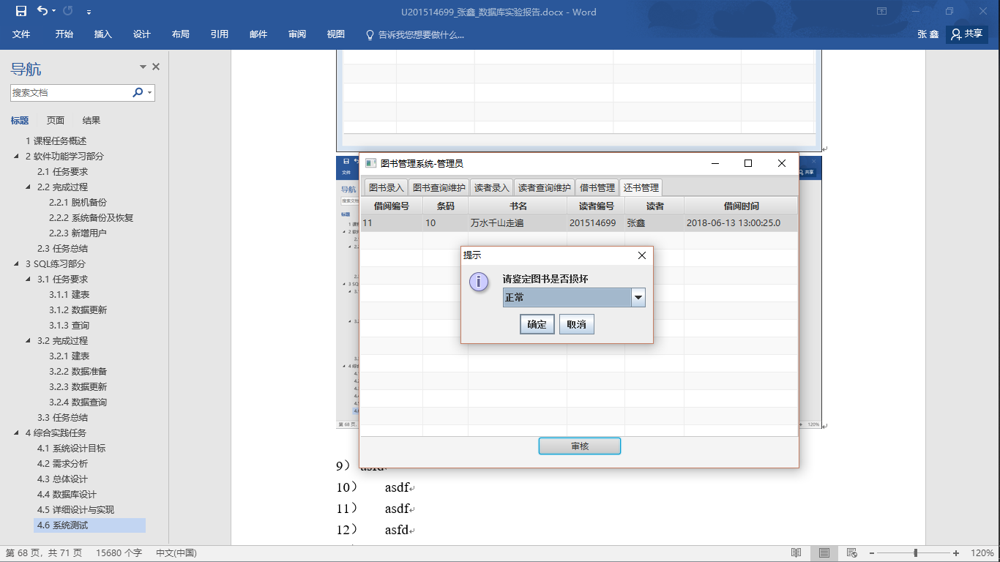 U201514699_张鑫_数据库实验报告.docx - Word
文件 开始 插入 设计 布局 引用 邮件 审阅 视图 告诉我您想要做什么... 张 鑫 共享
导航
搜索文档
标题 页面 结果
1 课程任务概述
2 软件功能学习部分
2.1 任务要求
2.2 完成过程
2.2.1 脱机备份
2.2.2 系统备份及恢复
2.2.3 新增用户
2.3 任务总结
3 SQL练习部分
3.1 任务要求
3.1.1 建表
3.1.2 数据更新
3.1.3 查询
3.2 完成过程
3.2.1 建表
3.2.2 数据准备
3.2.3 数据更新
3.2.4 数据查询
3.3 任务总结
4 综合实践任务
4.1 系统设计目标
4.2 需求分析
4.3 总体设计
4.4 数据库设计
4.5 详细设计与实现
4.6 系统测试
文件
共享
导航
标题
图书管理系统-管理员
图书录入 图书查询维护 读者录入 读者查询维护 借书管理 还书管理
借阅编号 条码 书名 读者编号 读者 借阅时间
11 10 万水千山走遍 201514699 张鑫 2018-06-13 13:00:25.0
提示
请鉴定图书是否损坏
正常
确定 取消
审核
第 68 页,
120%
9） asfd
10） asdf
11） asdf
12） asfd
第 68 页，共 71 页 15680 个字 中文(中国) 120%